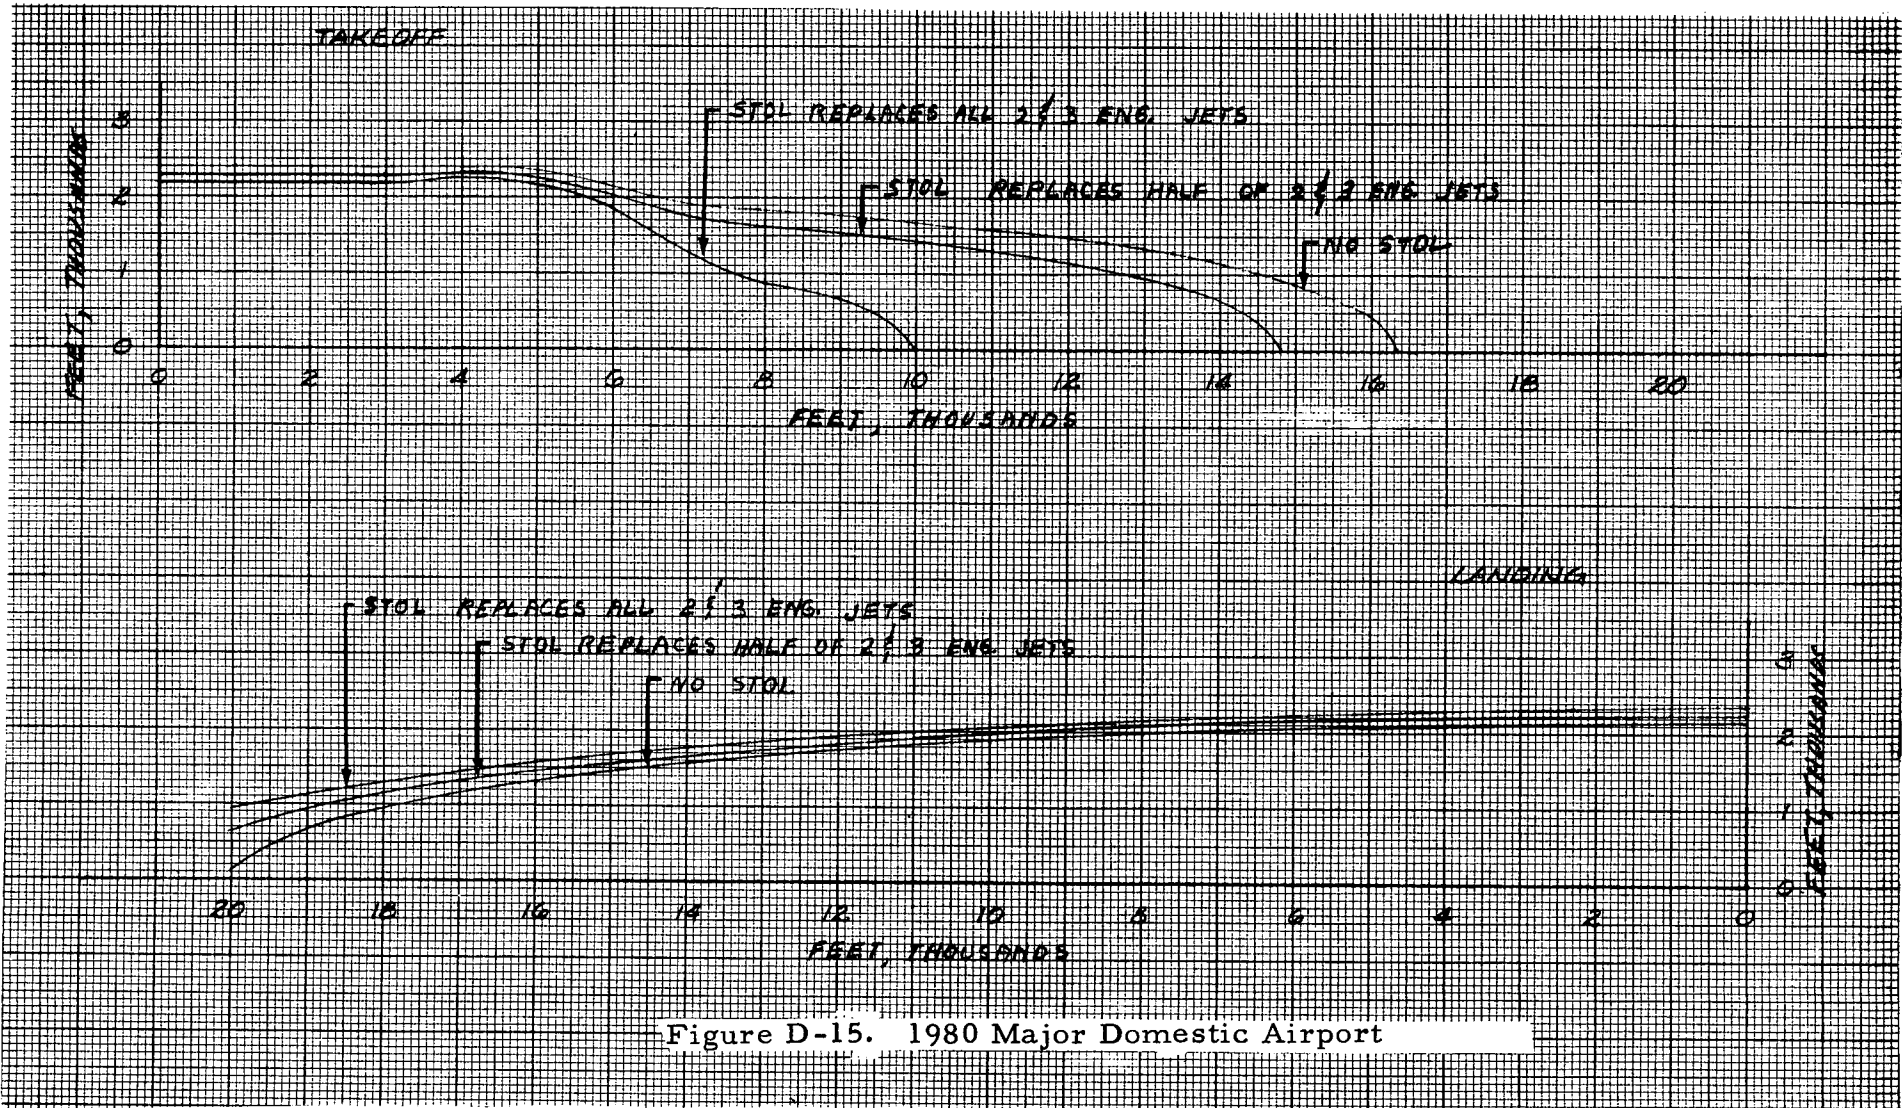 TAKEOFF
STOL REPLACES ALL 2 & 3 ENG. JETS
STOL REPLACES HALF OF 2 & 3 ENG JETS
NO STOL
3
2
1
0
FEET, THOUSANDS
0 2 4 6 8 10 12 14 16 18 20
FEET, THOUSANDS
LANDING
STOL REPLACES ALL 2 & 3 ENG. JETS
STOL REPLACES HALF OF 2 & 3 ENG JETS
NO STOL
3
2
1
0
FEET, THOUSANDS
20 18 16 14 12 10 8 6 4 2 0
FEET, THOUSANDS
Figure D-15. 1980 Major Domestic Airport